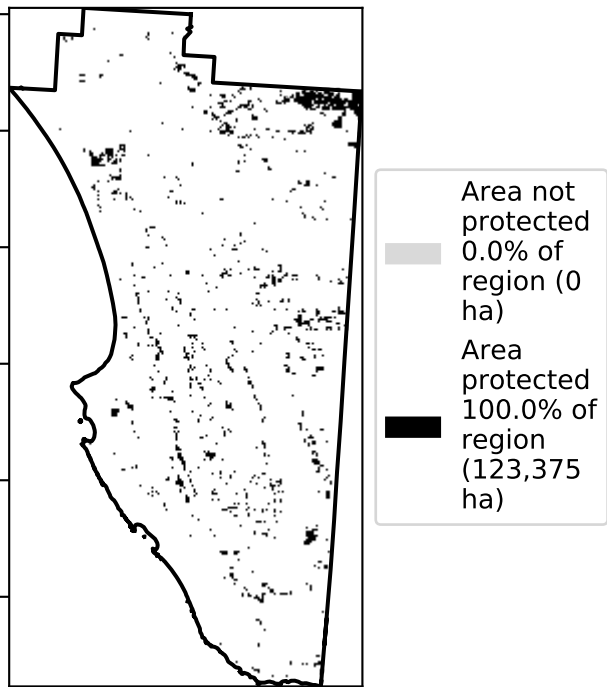 Area not
protected
0.0% of
region (0
ha)
Area
protected
100.0% of
region
(123,375
ha)